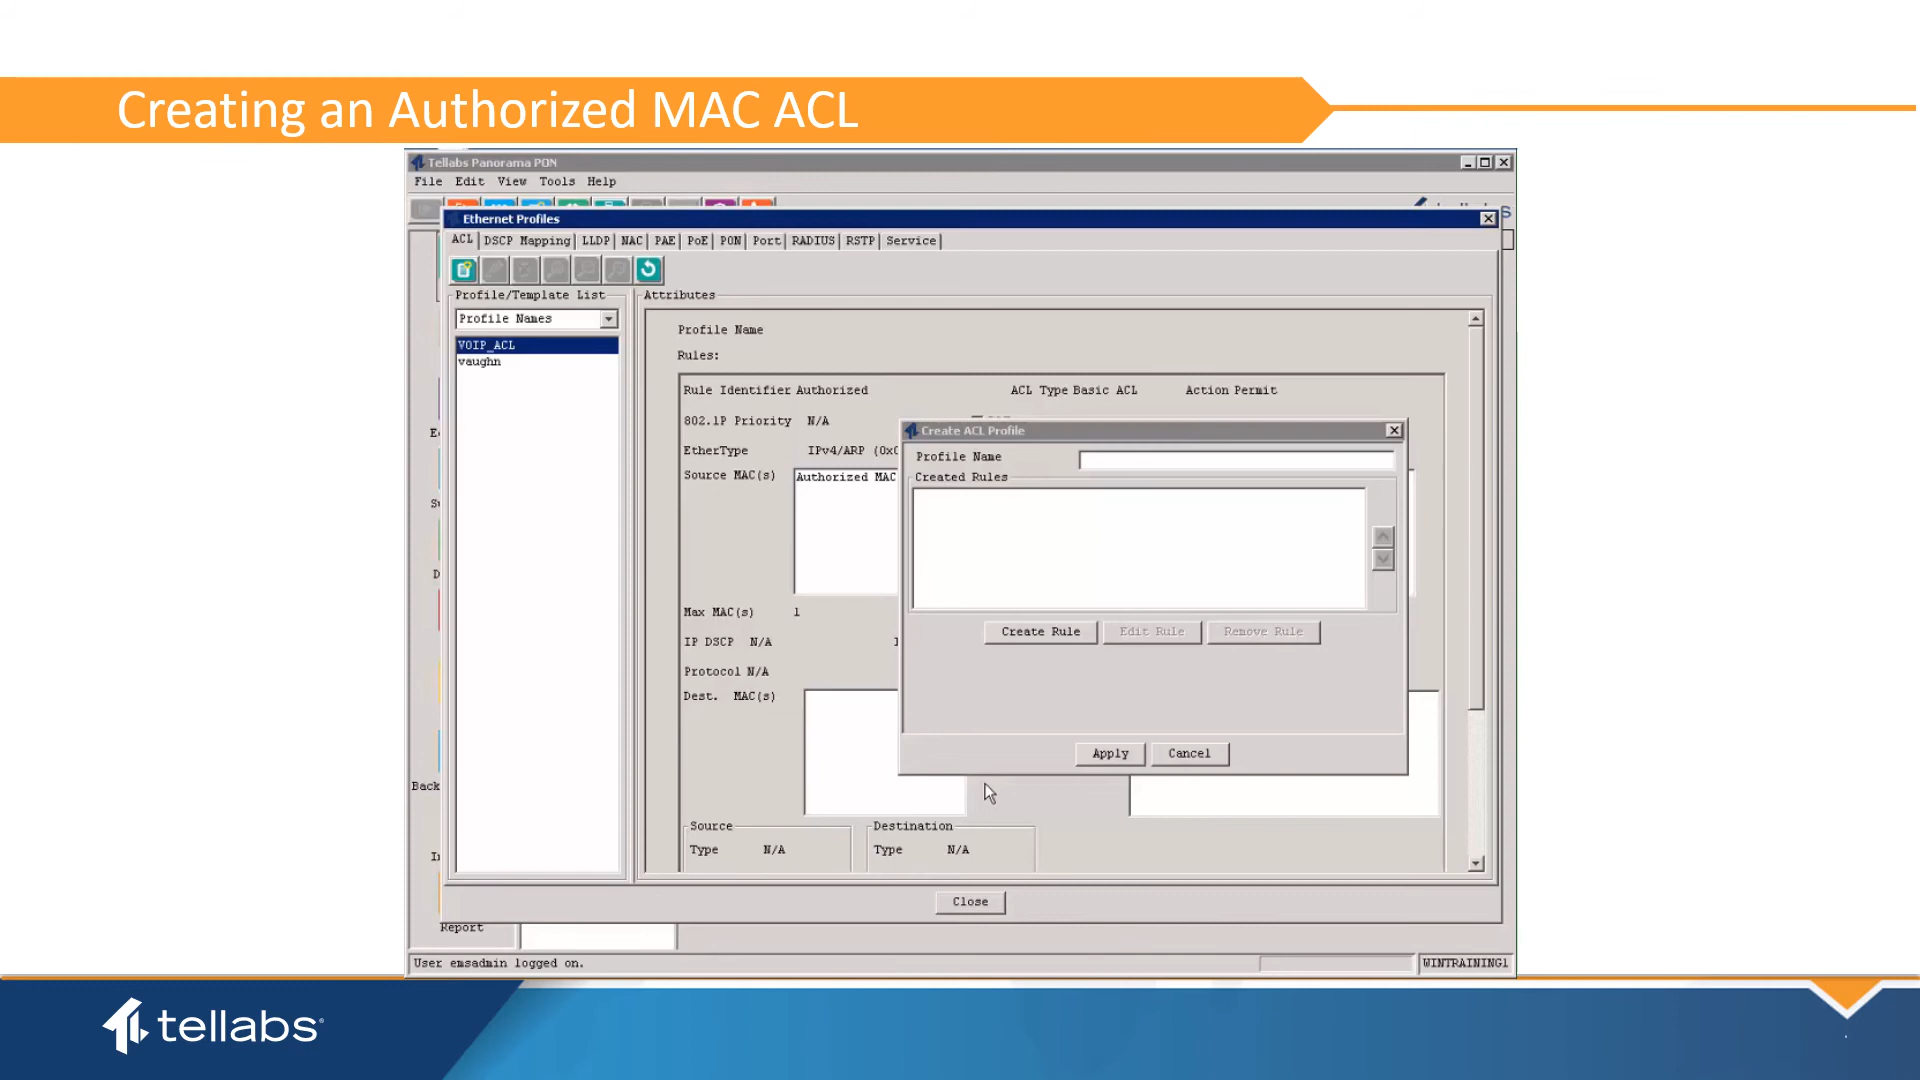 Creating an Authorized MAC ACL
Tellabs Panorama PON
File Edit View Tools Help
Ethernet Profiles
ACL DSCP Mapping LLDP NAC PAE PoE PON Port RADIUS RSTP Service
Profile/Template List
Attributes
Profile Names
VOIP_ACL
vaughn
Profile Name
Rules:
Rule Identifier Authorized ACL Type Basic ACL Action Permit
802.1P Priority N/A
EtherType IPv4/ARP
Source MAC(s) Authorized MAC
Max MAC(s) 1
IP DSCP N/A
Protocol N/A
Dest. MAC(s)
Source
Type N/A
Destination
Type N/A
Create ACL Profile
Profile Name
Created Rules
Create Rule Edit Rule Remove Rule
Apply Cancel
Close
Back
Report
User emsadmin logged on.
WINTRAINING1
tellabs